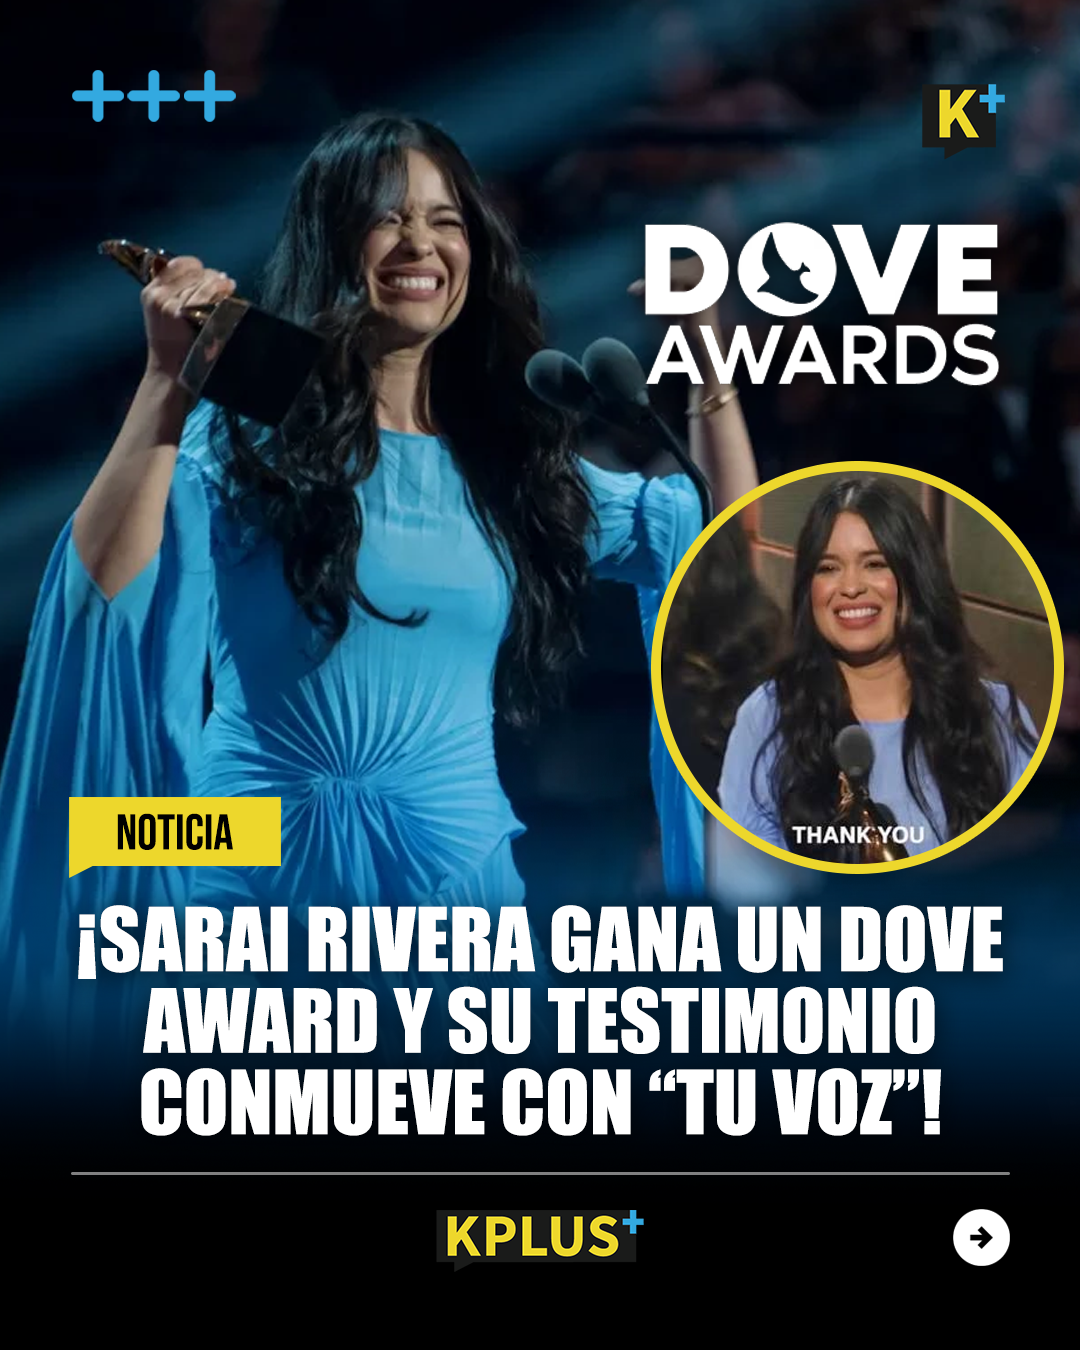 K+
DOVE
AWARDS
THANK YOU
NOTICIA
¡SARAI RIVERA GANA UN DOVE
AWARD Y SU TESTIMONIO
CONMUEVE CON “TU VOZ”!
KPLUS+